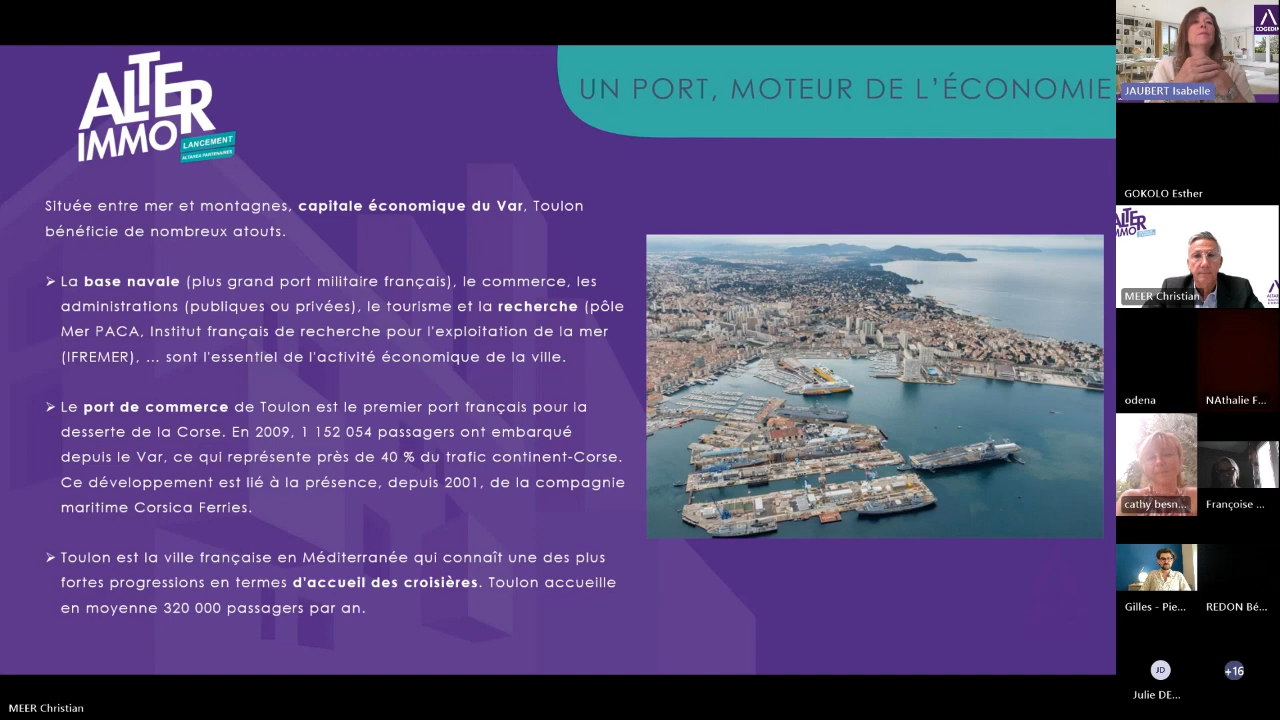 ALTER
IMMO
LANCEMENT
ALTAREA PARTENAIRES
UN PORT, MOTEUR DE L'ÉCONOMIE
Située entre mer et montagnes, capitale économique du Var, Toulon
bénéficie de nombreux atouts.
➢ La base navale (plus grand port militaire français), le commerce, les
administrations (publiques ou privées), le tourisme et la recherche (pôle
Mer PACA, Institut français de recherche pour l'exploitation de la mer
(IFREMER), ... sont l'essentiel de l'activité économique de la ville.
➢ Le port de commerce de Toulon est le premier port français pour la
desserte de la Corse. En 2009, 1 152 054 passagers ont embarqué
depuis le Var, ce qui représente près de 40 % du trafic continent-Corse.
Ce développement est lié à la présence, depuis 2001, de la compagnie
maritime Corsica Ferries.
➢ Toulon est la ville française en Méditerranée qui connaît une des plus
fortes progressions en termes d'accueil des croisières. Toulon accueille
en moyenne 320 000 passagers par an.
MEER Christian
COGEDIM
JAUBERT Isabelle
GOKOLO Esther
ALTER
IMMO
MEER Christian
odena
NAthalie F...
cathy besn...
Françoise ...
Gilles - Pie...
REDON Bé...
JD
+16
Julie DE...